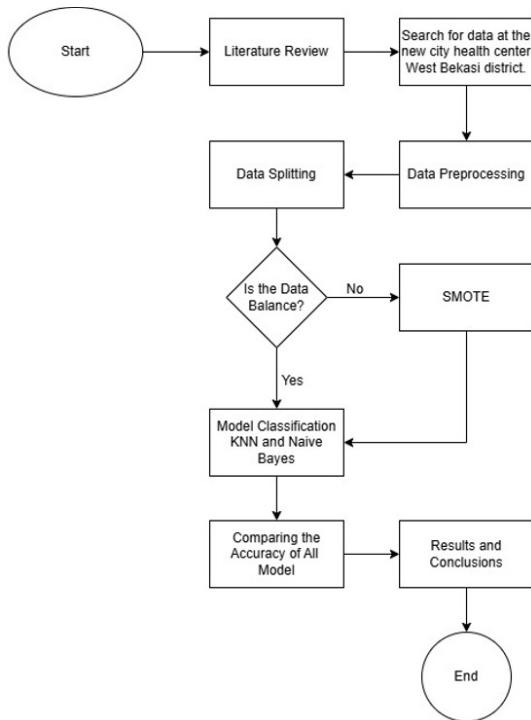 Start
Literature Review
Search for data at the
new city health center
West Bekasi district.
Data Splitting
Data Preprocessing
Is the Data
Balance?
No
SMOTE
Yes
Model Classification
KNN and Naive
Bayes
Comparing the
Accuracy of All
Model
Results and
Conclusions
End